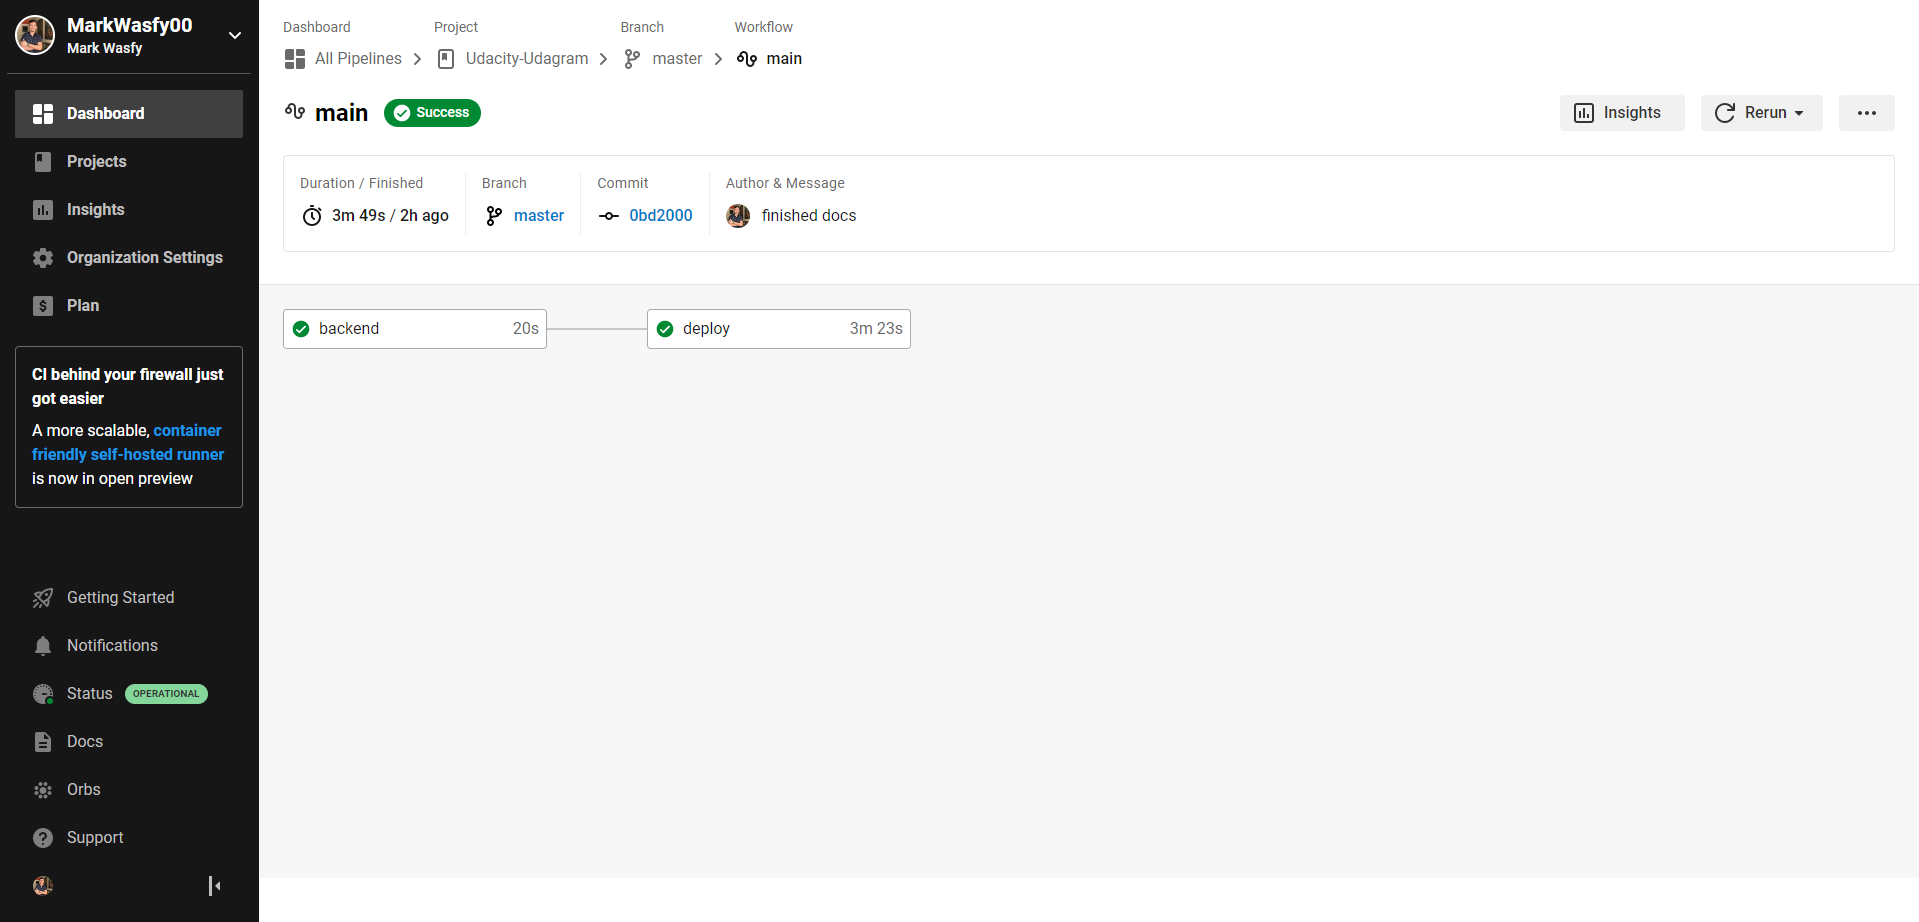 MarkWasfy00
Mark Wasfy
Dashboard
Projects
Insights
Organization Settings
Plan
CI behind your firewall just
got easier
A more scalable, container
friendly self-hosted runner
is now in open preview
Getting Started
Notifications
Status OPERATIONAL
Docs
Orbs
Support
Dashboard Project Branch Workflow
All Pipelines Udacity-Udagram master main
main Success Insights Rerun
Duration / Finished Branch Commit Author & Message
3m 49s / 2h ago master 0bd2000 finished docs
backend 20s deploy 3m 23s